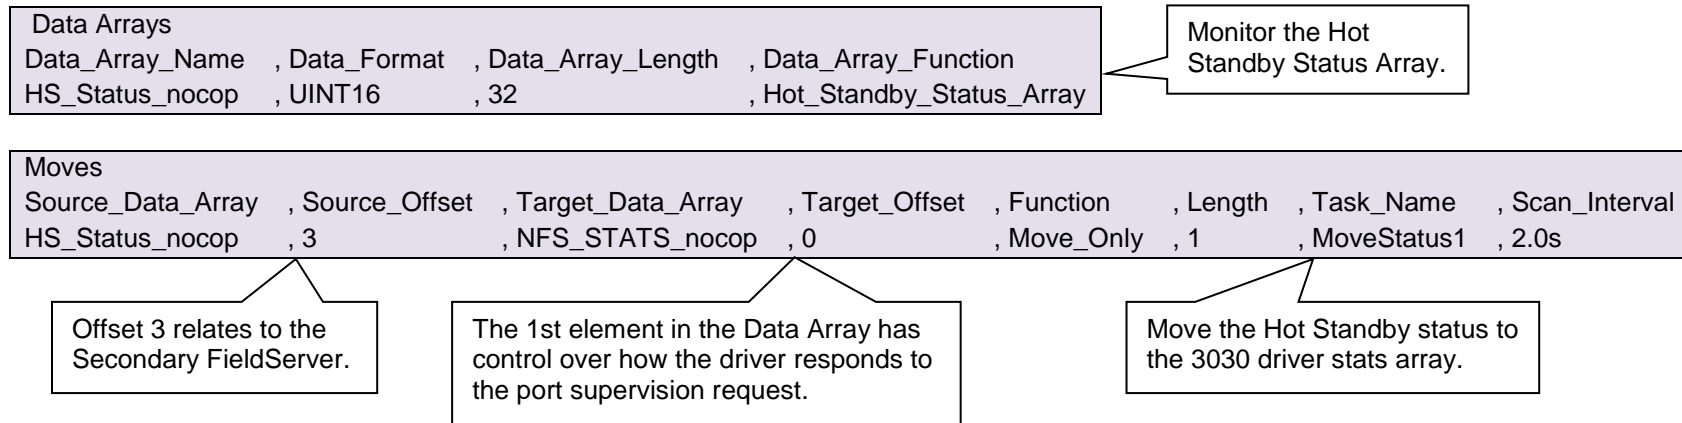 Data Arrays
Data_Array_Name , Data_Format , Data_Array_Length , Data_Array_Function
HS_Status_nocop , UINT16 , 32 , Hot_Standby_Status_Array
Monitor the Hot
Standby Status Array.
Moves
Source_Data_Array , Source_Offset , Target_Data_Array , Target_Offset , Function , Length , Task_Name , Scan_Interval
HS_Status_nocop , 3 , NFS_STATS_nocop , 0 , Move_Only , 1 , MoveStatus1 , 2.0s
Offset 3 relates to the
Secondary FieldServer.
The 1st element in the Data Array has
control over how the driver responds to
the port supervision request.
Move the Hot Standby status to
the 3030 driver stats array.